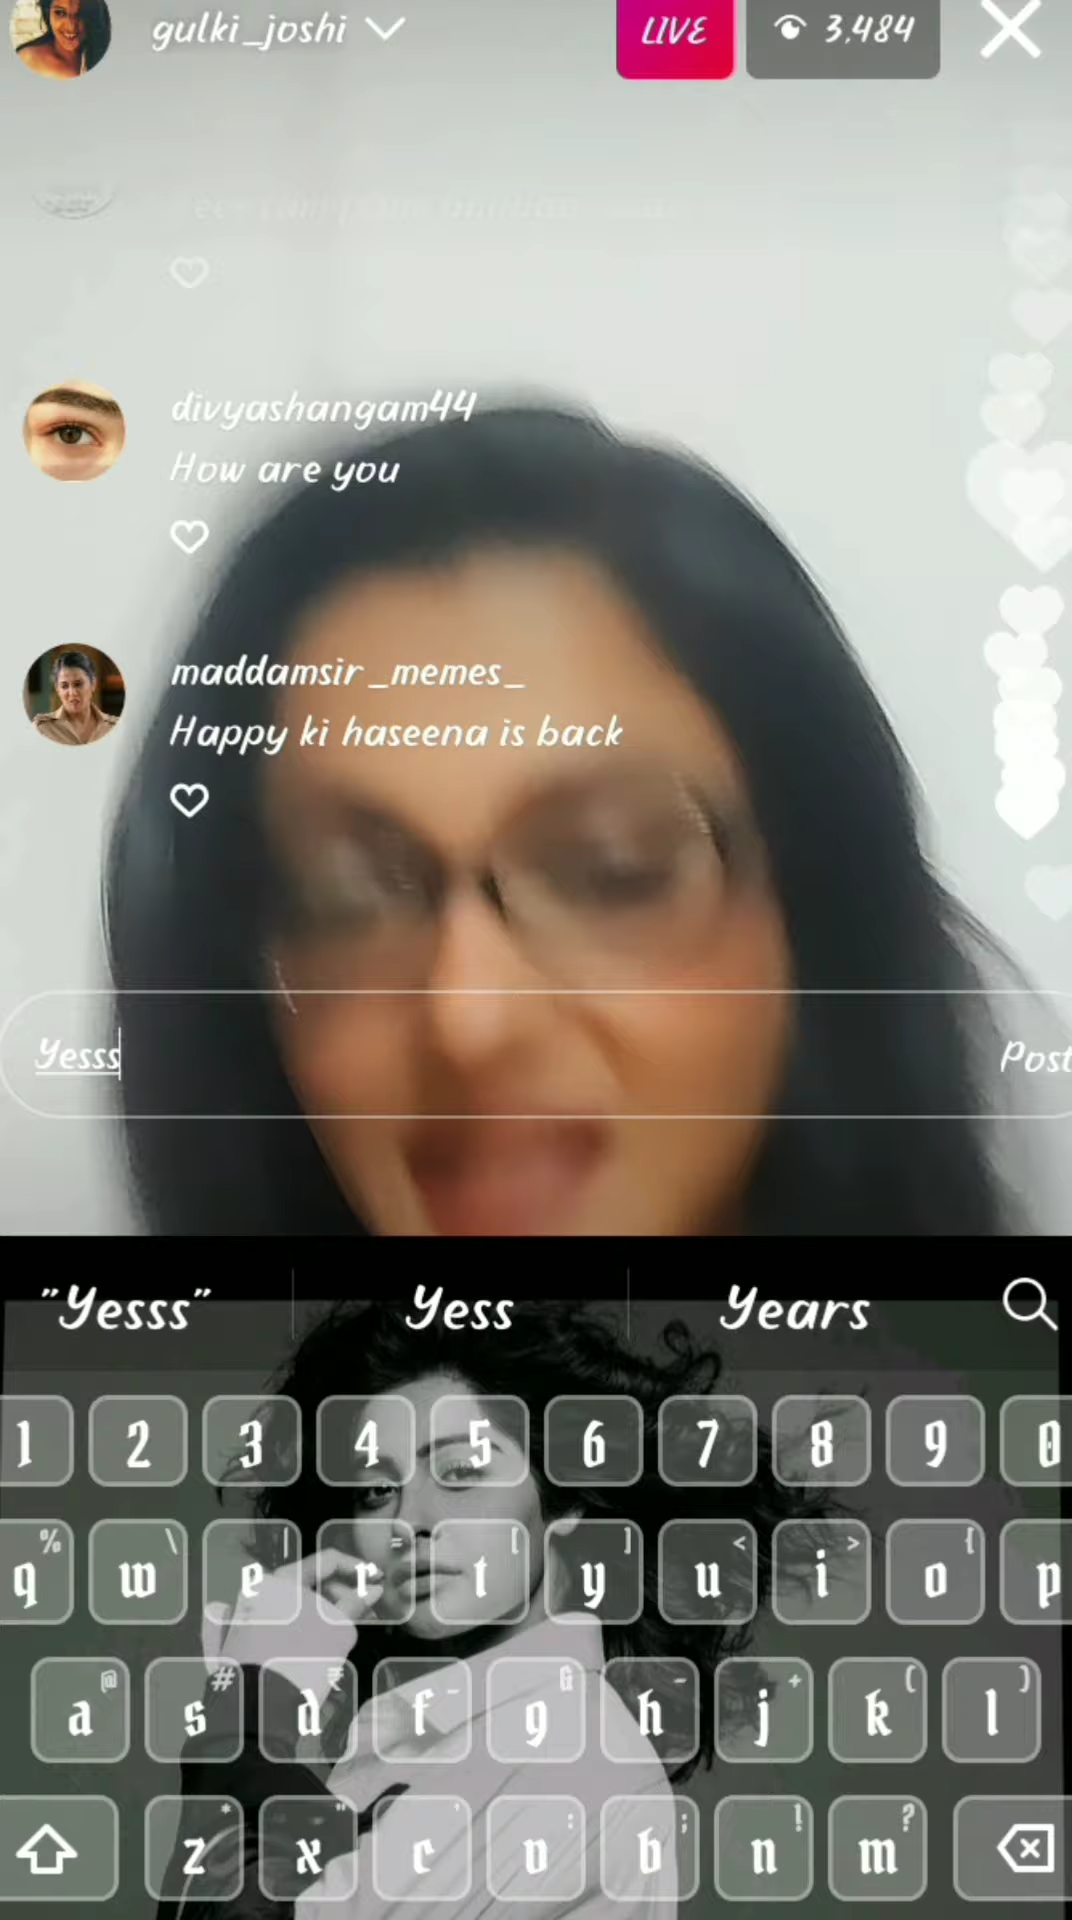 gulki_joshi
LIVE 3,484
divyashangam44
How are you
maddamsir_memes_
Happy ki haseena is back
Yesss Post
"Yesss" Yess Years
1 2 3 4 5 6 7 8 9 0
% \ | = [ ] < > {
q w e r t y u i o p
@ # ₹ _ & - + ( )
a s d f g h j k l
* " ' : ; ! ?
z x c v b n m